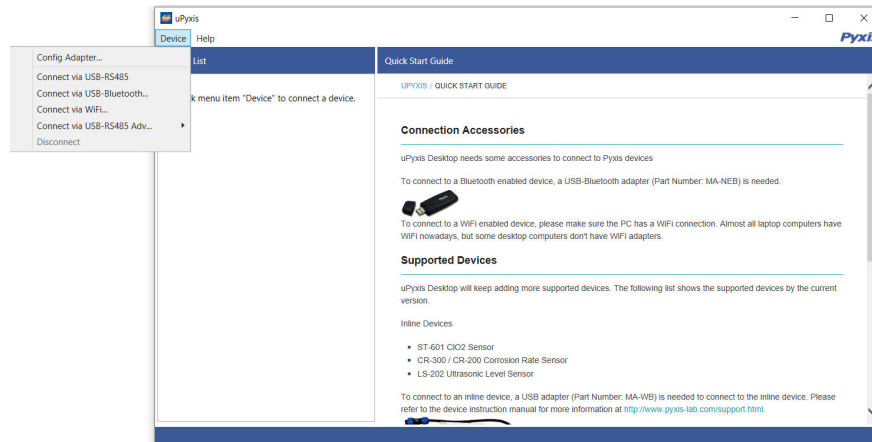 uPyxis
Device Help
Config Adapter...
Connect via USB-RS485
Connect via USB-Bluetooth...
Connect via WiFi...
Connect via USB-RS485 Adv...
Disconnect
List
menu item "Device" to connect a device.
Quick Start Guide
UPYXIS / QUICK START GUIDE
Connection Accessories
uPyxis Desktop needs some accessories to connect to Pyxis devices
To connect to a Bluetooth enabled device, a USB-Bluetooth adapter (Part Number: MA-NEB) is needed.
To connect to a WiFi enabled device, please make sure the PC has a WiFi connection. Almost all laptop computers have
WiFi nowadays, but some desktop computers don't have WiFi adapters.
Supported Devices
uPyxis Desktop will keep adding more supported devices. The following list shows the supported devices by the current
version.
Inline Devices
ST-601 ClO2 Sensor
CR-300 / CR-200 Corrosion Rate Sensor
LS-202 Ultrasonic Level Sensor
To connect to an inline device, a USB adapter (Part Number: MA-WB) is needed to connect to the inline device. Please
refer to the device instruction manual for more information at http://www.pyxis-lab.com/support.html.